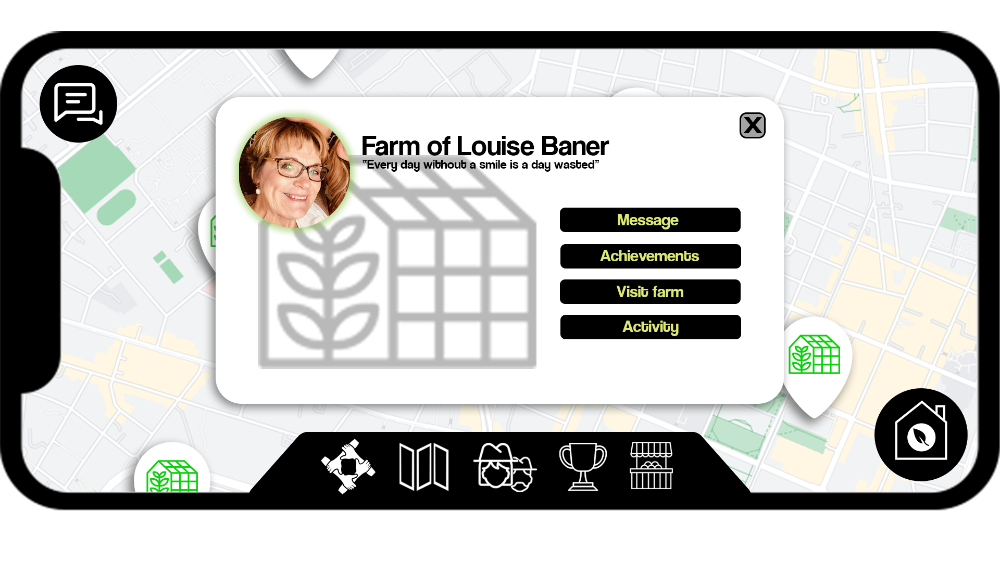 Farm of Louise Baner
"Every day without a smile is a day wasted"
X
Message
Achievements
Visit farm
Activity